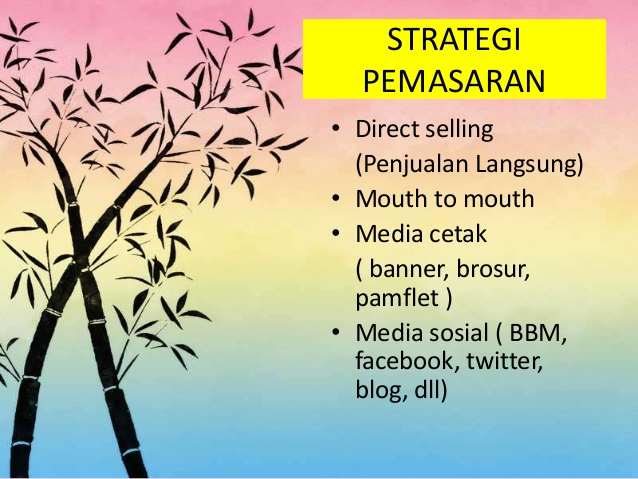 STRATEGI
PEMASARAN
• Direct selling
(Penjualan Langsung)
• Mouth to mouth
• Media cetak
( banner, brosur,
pamflet )
• Media sosial ( BBM,
facebook, twitter,
blog, dll)